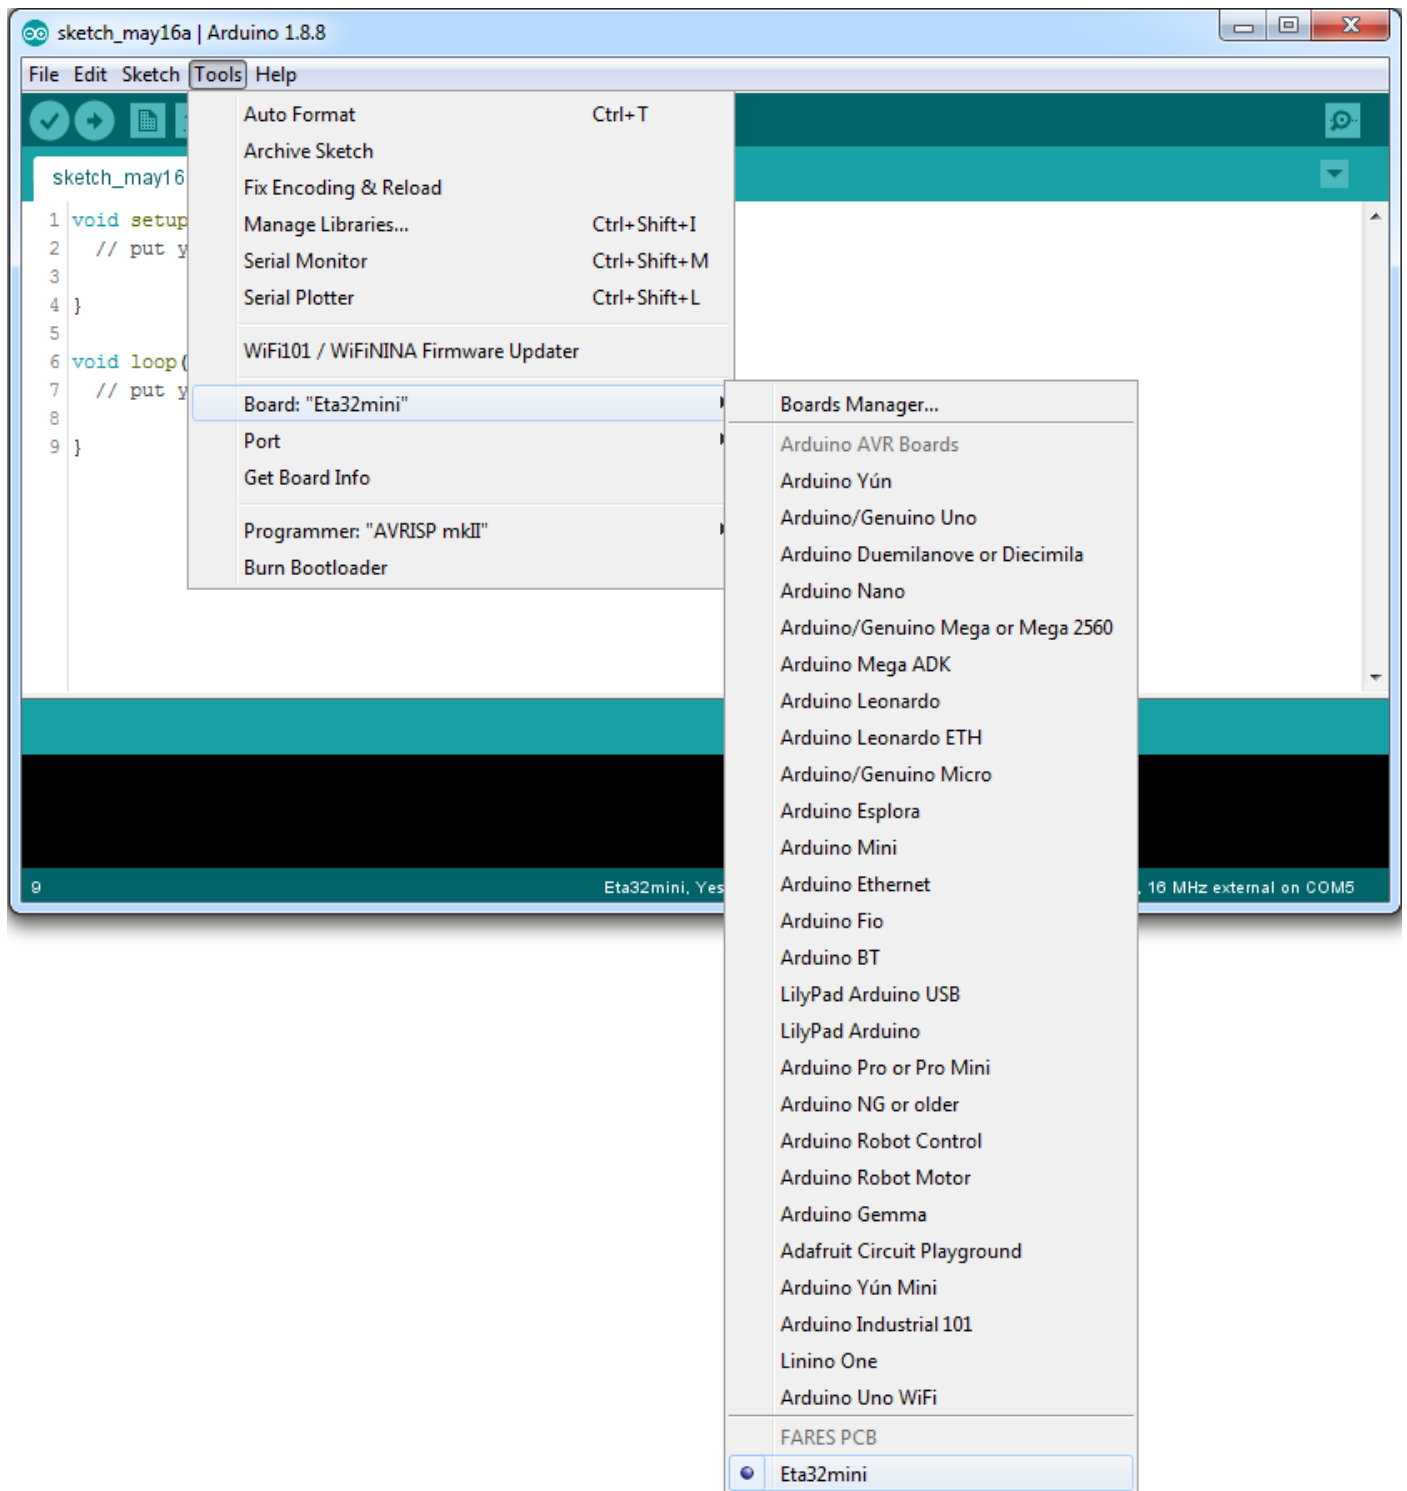 sketch_may16a | Arduino 1.8.8
File Edit Sketch Tools Help
Auto Format Ctrl+T
Archive Sketch
Fix Encoding & Reload
Manage Libraries... Ctrl+Shift+I
Serial Monitor Ctrl+Shift+M
Serial Plotter Ctrl+Shift+L
WiFi101 / WiFiNINA Firmware Updater
Board: "Eta32mini"
Port
Get Board Info
Programmer: "AVRISP mkII"
Burn Bootloader
sketch_may16
1 void setup
2 // put y
3
4 }
5
6 void loop(
7 // put y
8
9 }
Boards Manager...
Arduino AVR Boards
Arduino Yún
Arduino/Genuino Uno
Arduino Duemilanove or Diecimila
Arduino Nano
Arduino/Genuino Mega or Mega 2560
Arduino Mega ADK
Arduino Leonardo
Arduino Leonardo ETH
Arduino/Genuino Micro
Arduino Esplora
Arduino Mini
Arduino Ethernet
Arduino Fio
Arduino BT
LilyPad Arduino USB
LilyPad Arduino
Arduino Pro or Pro Mini
Arduino NG or older
Arduino Robot Control
Arduino Robot Motor
Arduino Gemma
Adafruit Circuit Playground
Arduino Yún Mini
Arduino Industrial 101
Linino One
Arduino Uno WiFi
FARES PCB
Eta32mini
9 Eta32mini, Yes , 16 MHz external on COM5